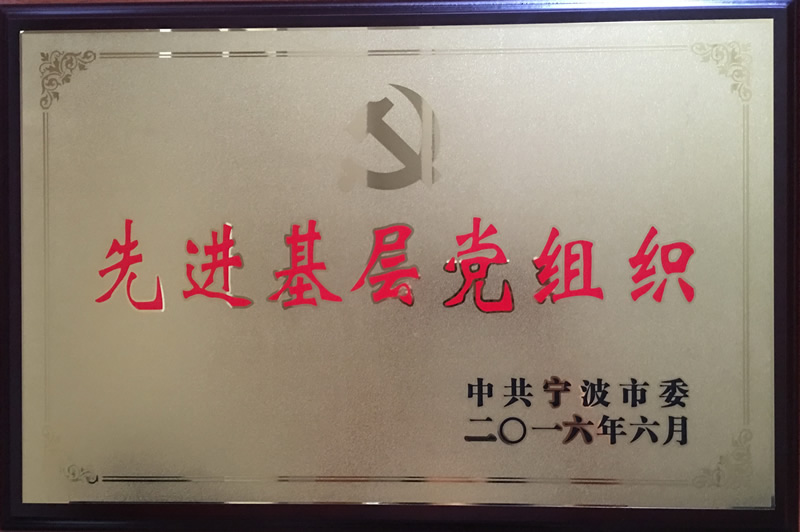 先进基层党组织
中共宁波市委
二〇一六年六月